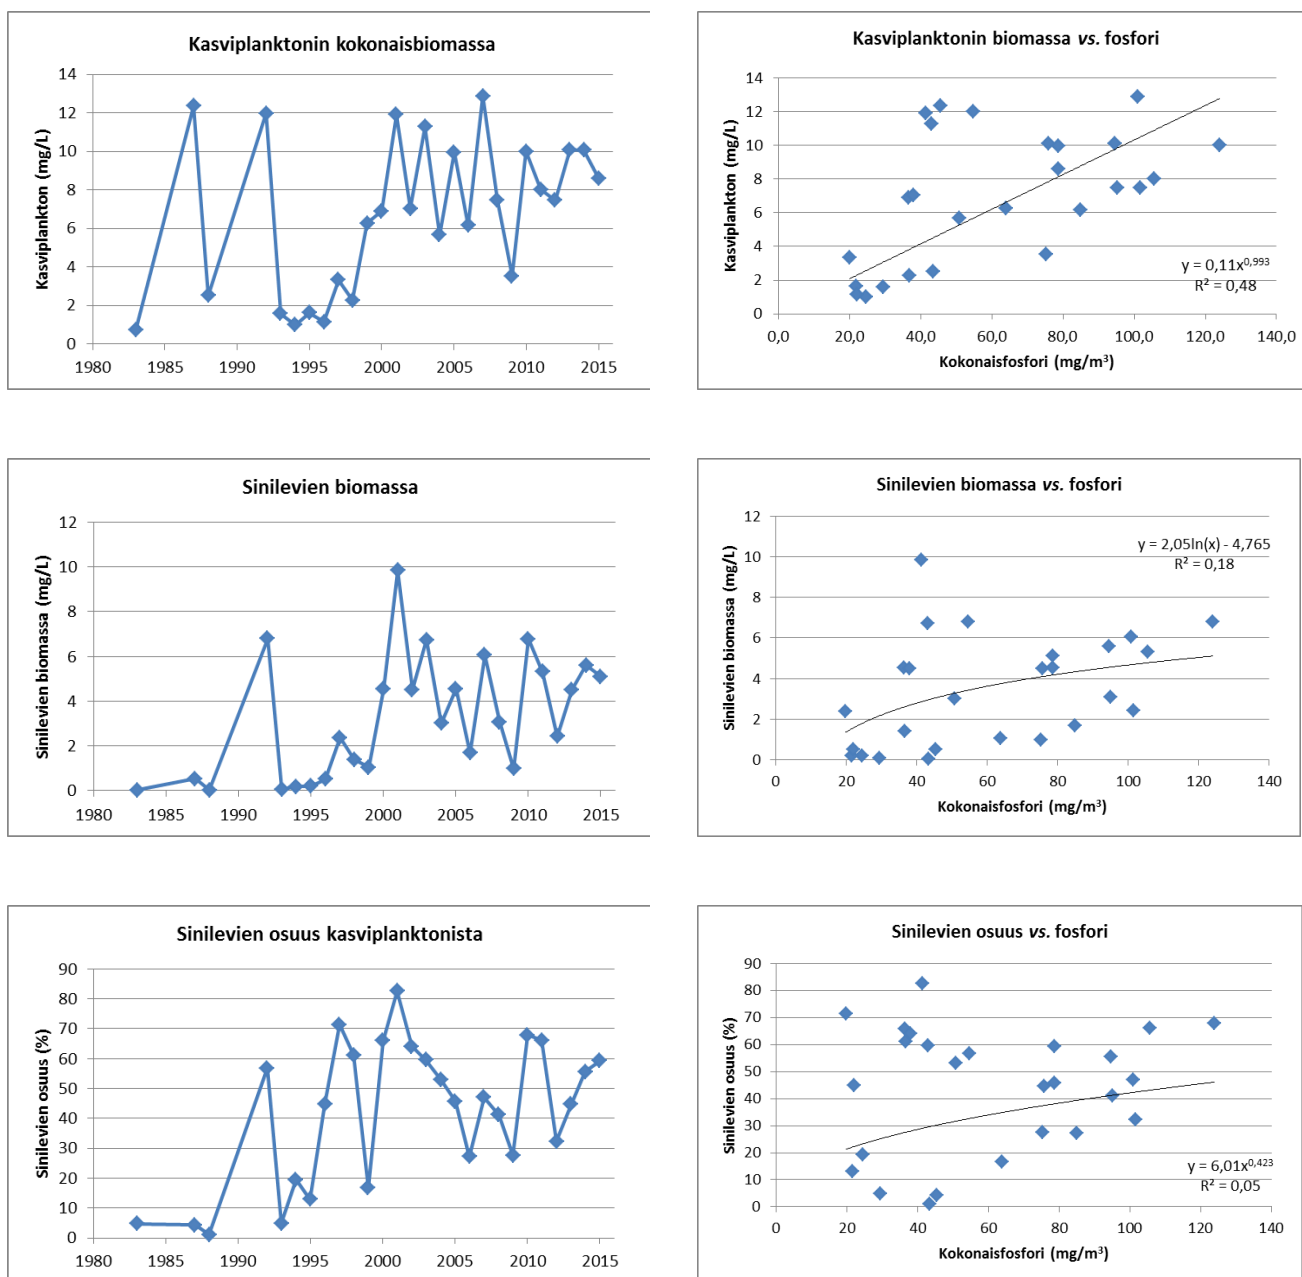 Kasviplanktonin kokonaisbiomassa
Kasviplankton (mg/L)
14
12
10
8
6
4
2
0
1980 1985 1990 1995 2000 2005 2010 2015
Kasviplanktonin biomassa vs. fosfori
Kasviplankton (mg/L)
14
12
10
8
6
4
2
0
y = 0,11x^0,993
R² = 0,48
0,0 20,0 40,0 60,0 80,0 100,0 120,0 140,0
Kokonaisfosfori (mg/m³)
Sinilevien biomassa
Sinilevien biomassa (mg/L)
12
10
8
6
4
2
0
1980 1985 1990 1995 2000 2005 2010 2015
Sinilevien biomassa vs. fosfori
Sinilevien biomassa (mg/L)
12
10
8
6
4
2
0
y = 2,05ln(x) - 4,765
R² = 0,18
0 20 40 60 80 100 120 140
Kokonaisfosfori (mg/m³)
Sinilevien osuus kasviplanktonista
Sinilevien osuus (%)
90
80
70
60
50
40
30
20
10
0
1980 1985 1990 1995 2000 2005 2010 2015
Sinilevien osuus vs. fosfori
Sinilevien osuus (%)
90
80
70
60
50
40
30
20
10
0
y = 6,01x^0,423
R² = 0,05
0 20 40 60 80 100 120 140
Kokonaisfosfori (mg/m³)